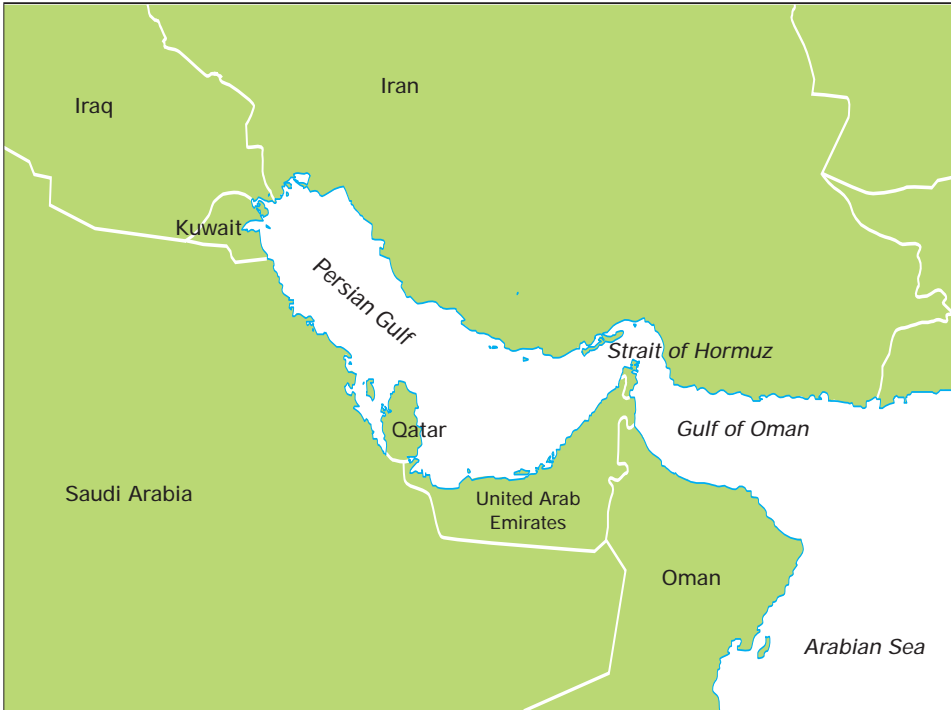 Iran
Iraq
Kuwait
Persian Gulf
Strait of Hormuz
Qatar
Gulf of Oman
Saudi Arabia
United Arab
Emirates
Oman
Arabian Sea